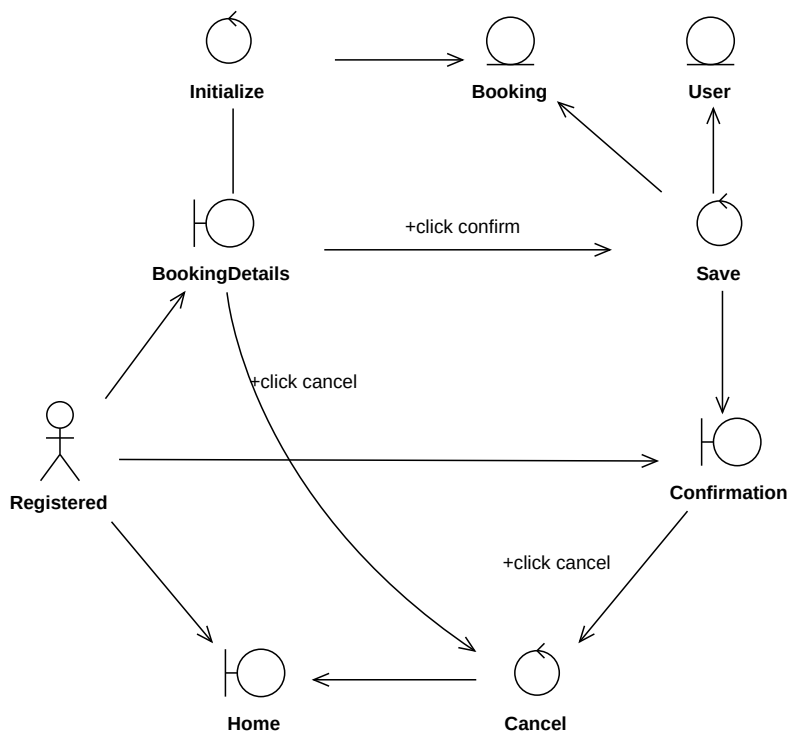 Initialize
Booking
User
+click confirm
BookingDetails
Save
+click cancel
Registered
Confirmation
+click cancel
Home
Cancel